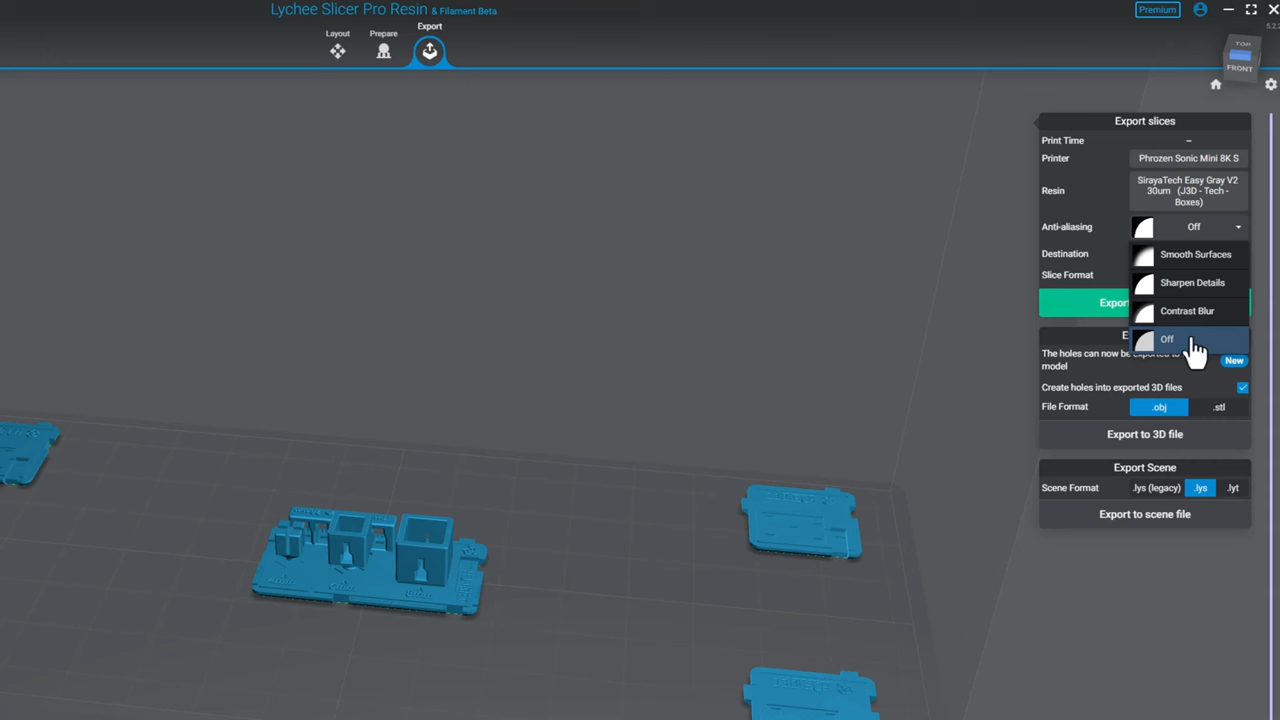 Lychee Slicer Pro Resin & Filament Beta
Premium
Layout
Prepare
Export
TOP
FRONT
Export slices
Print Time –
Printer Phrozen Sonic Mini 8K S
Resin SirayaTech Easy Gray V2
30um (J3D - Tech -
Boxes)
Anti-aliasing Off
Destination
Smooth Surfaces
Slice Format
Sharpen Details
Export
Contrast Blur
Off
The holes can now be exported to
model
New
Create holes into exported 3D files
File Format .obj .stl
Export to 3D file
Export Scene
Scene Format .lys (legacy) .lys .lyt
Export to scene file